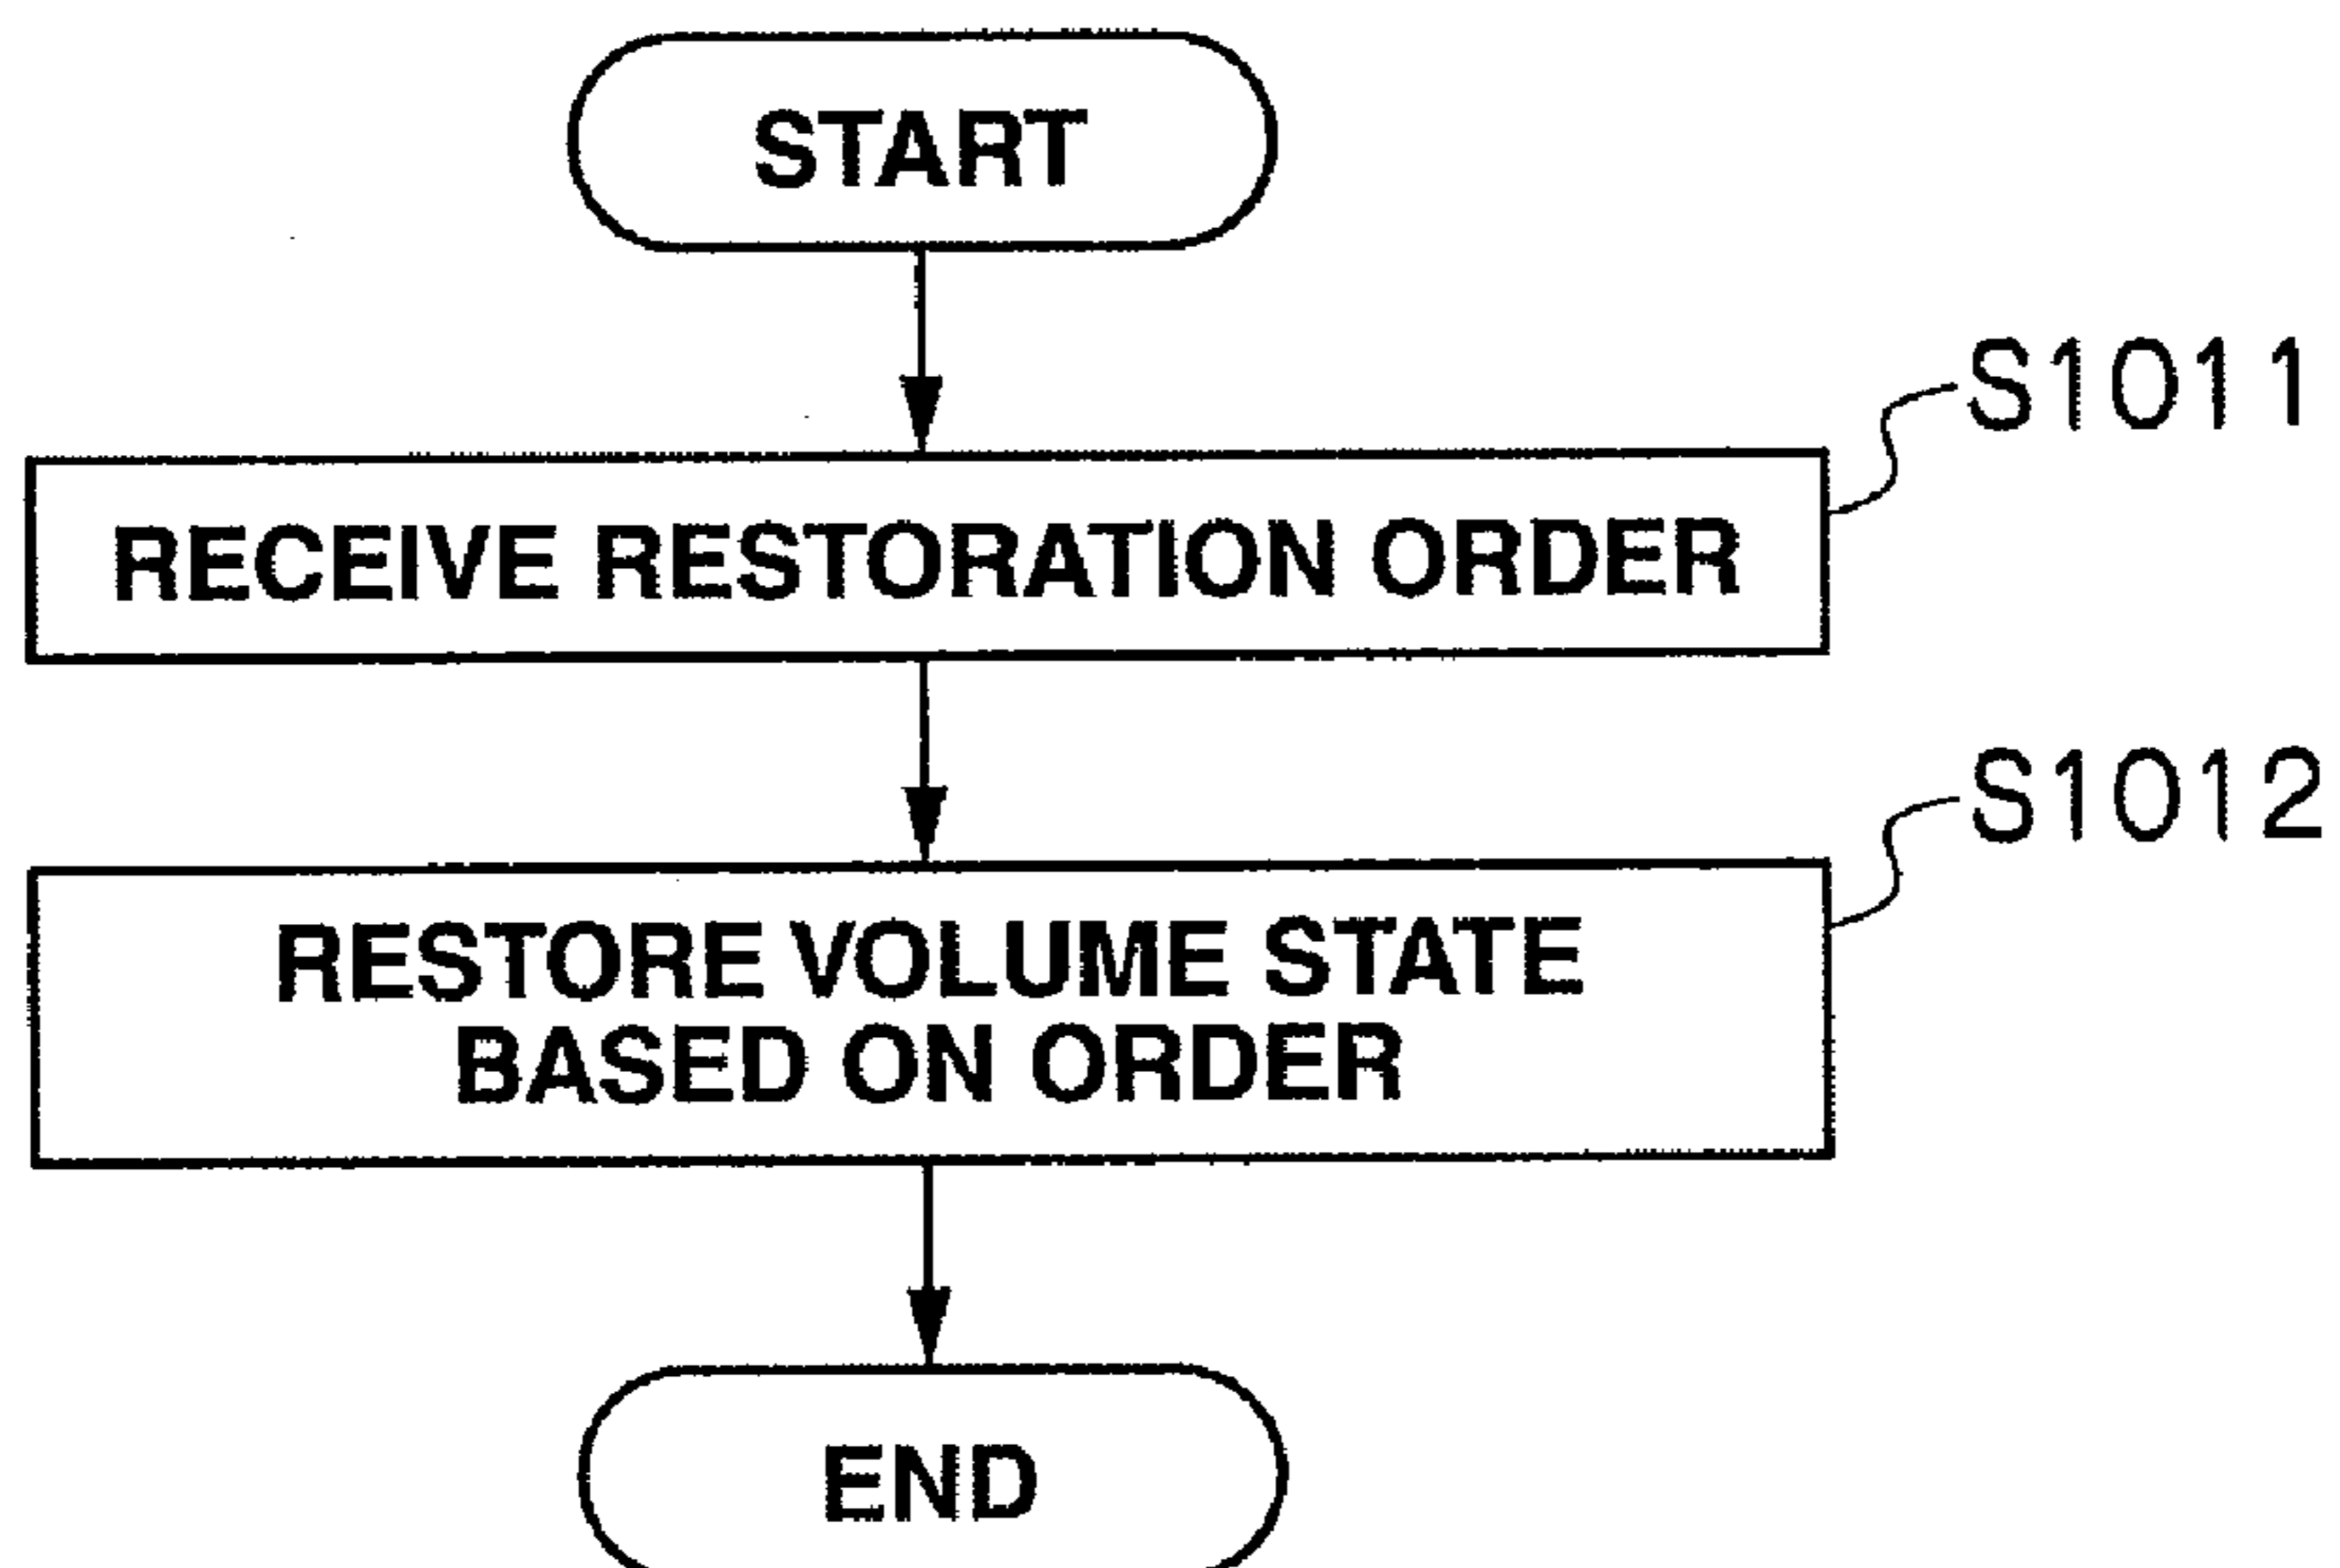 START
S1011
RECEIVE RESTORATION ORDER
S1012
RESTORE VOLUME STATE
BASED ON ORDER
END